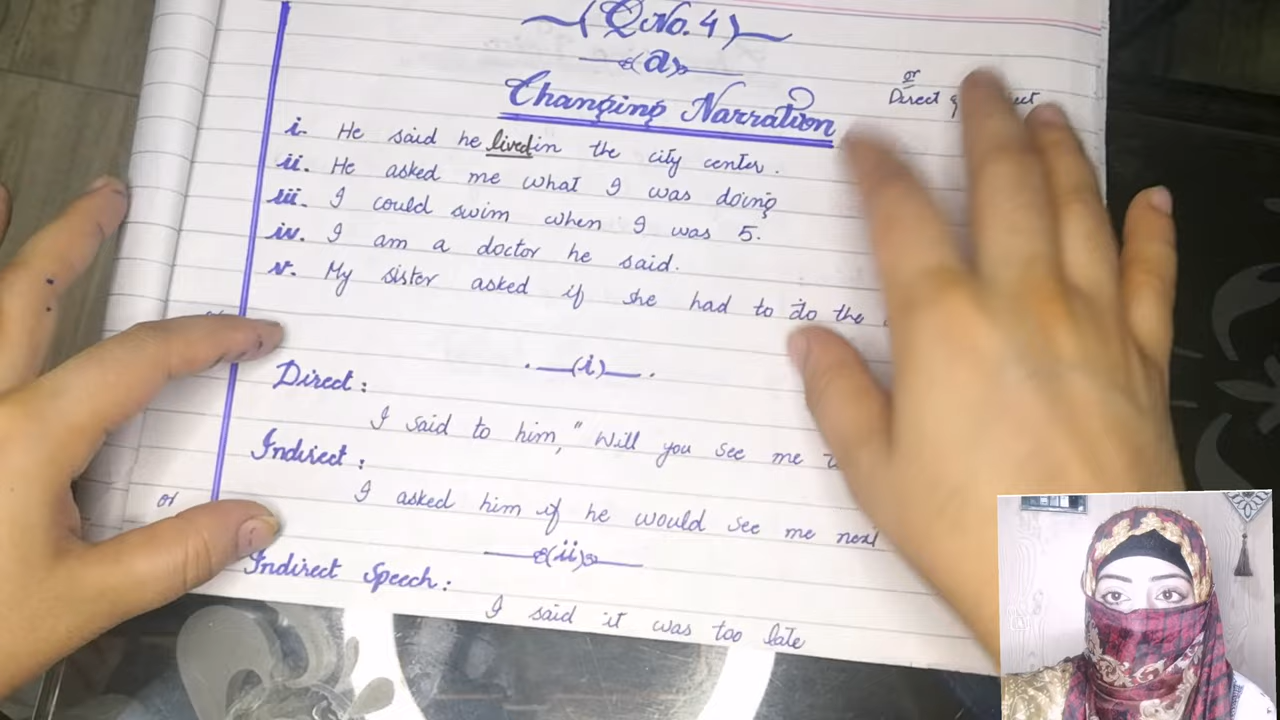 (Q No. 4)
(a)
or
Direct
Changing Narration
i. He said he lived in the city center.
ii. He asked me what I was doing
iii. I could swim when I was 5.
iv. I am a doctor he said.
v. My sister asked if she had to do the
(i)
Direct :
I said to him, " Will you see me
Indirect :
I asked him if he would see me next
or
(ii)
Indirect Speech :
I said it was too late